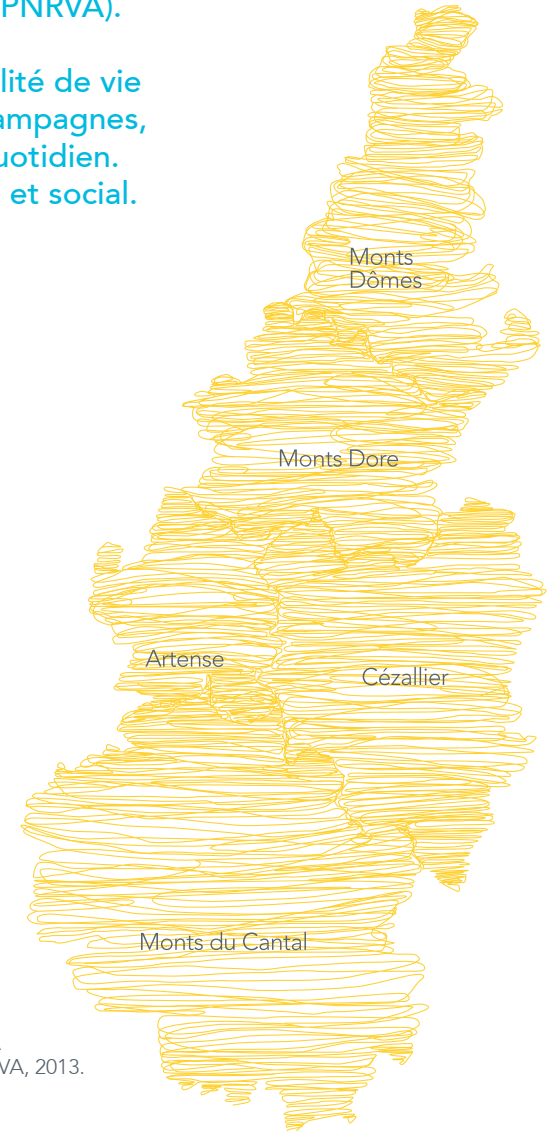 PNRVA).
lité de vie
ampagnes,
uotidien.
et social.
Monts
Dômes
Monts Dore
Artense
Cézallier
Monts du Cantal
VA, 2013.